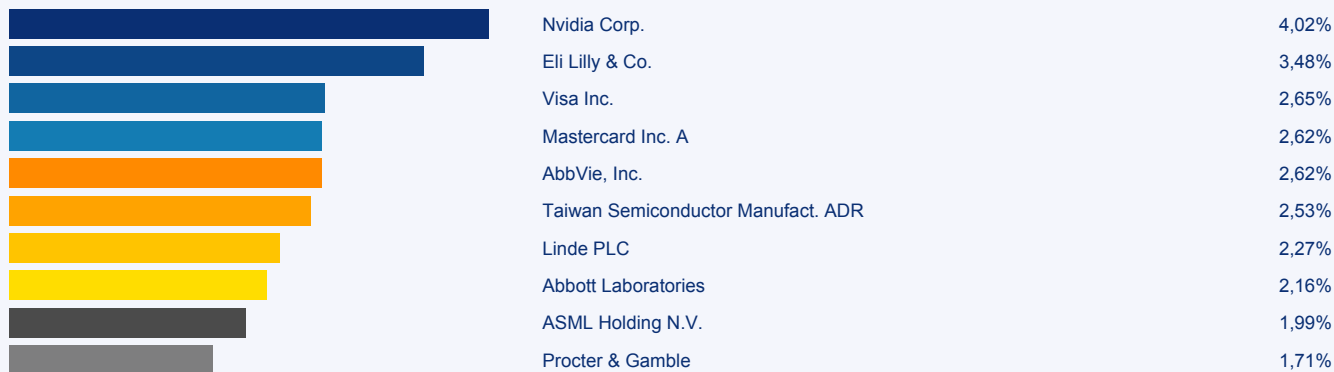 Nvidia Corp. 4,02%
Eli Lilly & Co. 3,48%
Visa Inc. 2,65%
Mastercard Inc. A 2,62%
AbbVie, Inc. 2,62%
Taiwan Semiconductor Manufact. ADR 2,53%
Linde PLC 2,27%
Abbott Laboratories 2,16%
ASML Holding N.V. 1,99%
Procter & Gamble 1,71%